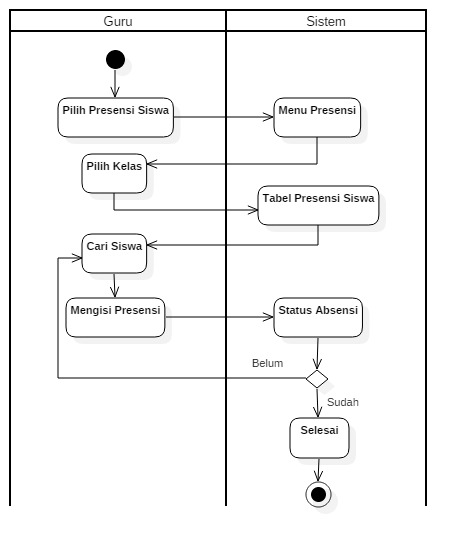 Guru
Sistem
Pilih Presensi Siswa
Menu Presensi
Pilih Kelas
Tabel Presensi Siswa
Cari Siswa
Mengisi Presensi
Status Absensi
Belum
Sudah
Selesai